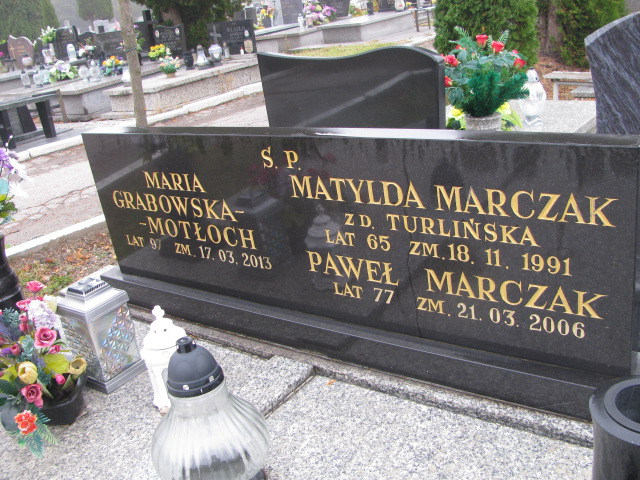 Ś. P.
MARIA
GRABOWSKA-
-MOTŁOCH
LAT 97 ZM. 17.03.2013
MATYLDA MARCZAK
ZD. TURLIŃSKA
LAT 65 ZM. 18. 11. 1991
PAWEŁ MARCZAK
LAT 77 ZM. 21. 03. 2006